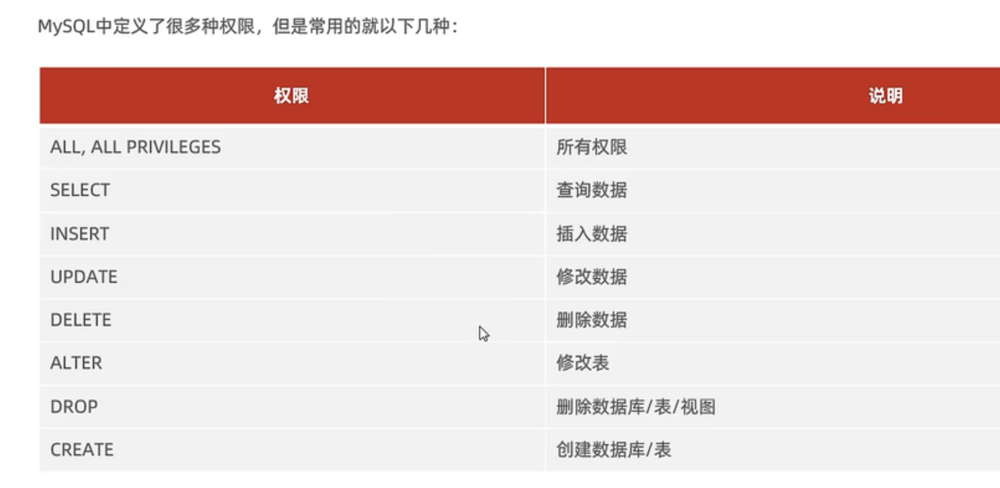 MySQL中定义了很多种权限，但是常用的就以下几种：
权限 说明
ALL, ALL PRIVILEGES 所有权限
SELECT 查询数据
INSERT 插入数据
UPDATE 修改数据
DELETE 删除数据
ALTER 修改表
DROP 删除数据库/表/视图
CREATE 创建数据库/表